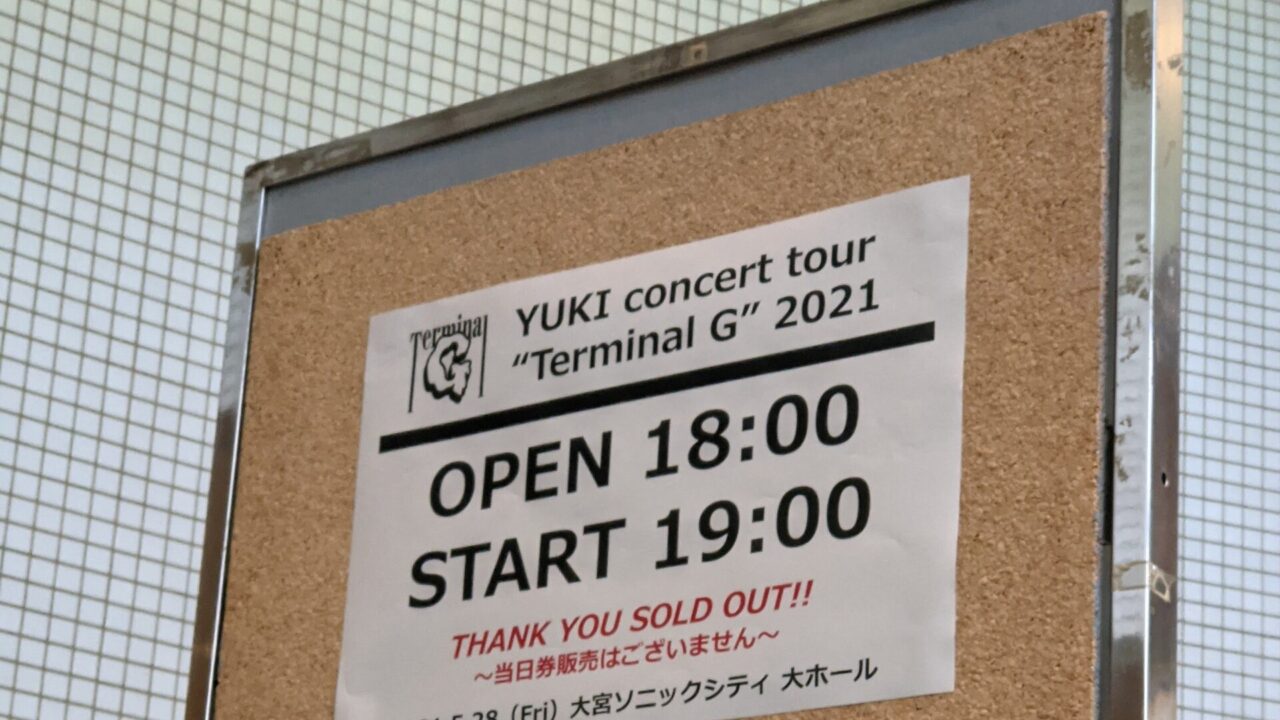 Terminal
G
YUKI concert tour
“Terminal G” 2021
OPEN 18:00
START 19:00
THANK YOU SOLD OUT!!
～当日券販売はございません～
5.28（Fri）大宮ソニックシティ 大ホール